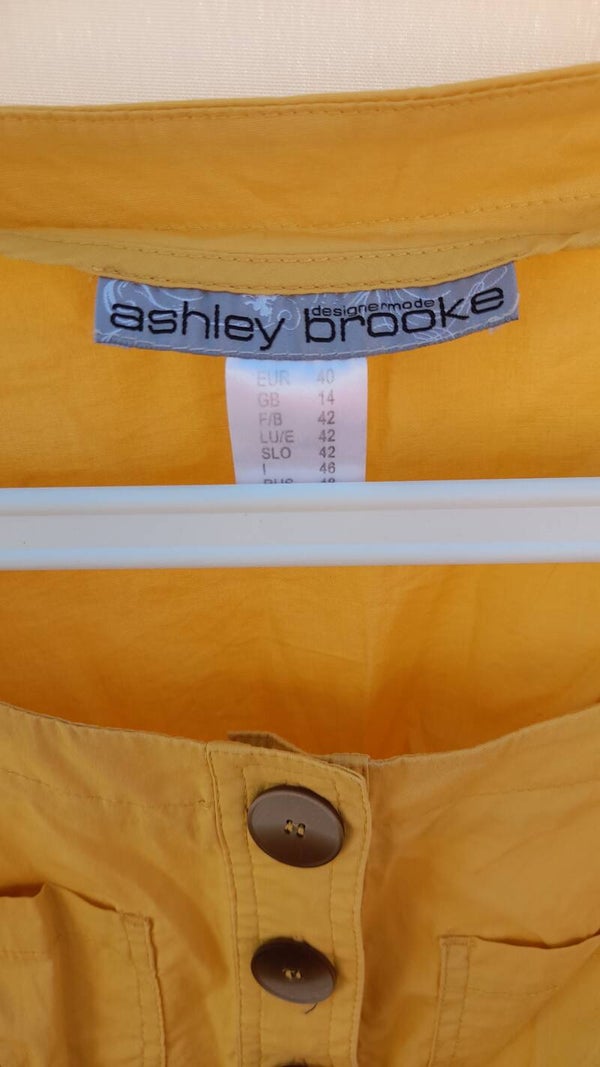 designermode
ashley brooke
EUR 40
GB 14
F/B 42
LU/E 42
SLO 42
I 46